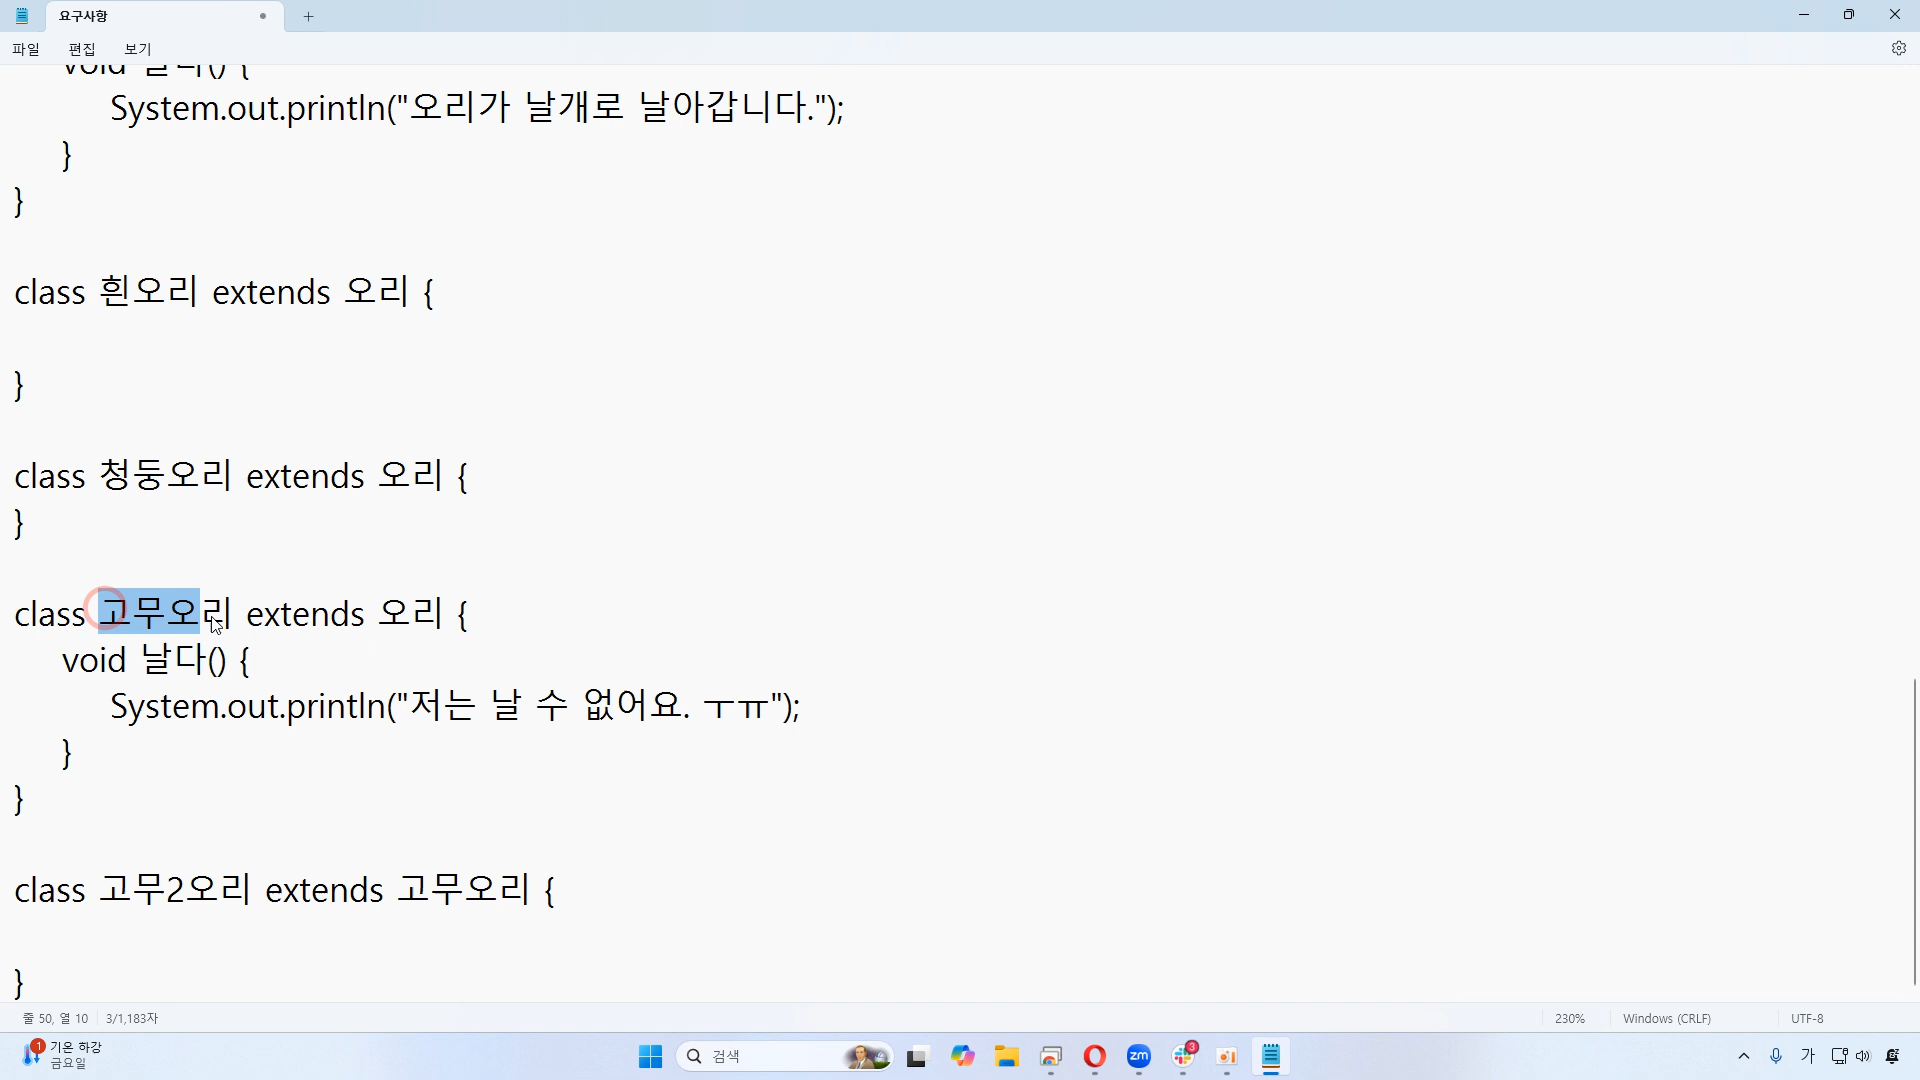 요구사항
파일 편집 보기
System.out.println("오리가 날개로 날아갑니다.");
}
}
class 흰오리 extends 오리 {
}
class 청둥오리 extends 오리 {
}
class 고무오리 extends 오리 {
void 날다() {
System.out.println("저는 날 수 없어요. ㅜㅠ");
}
}
class 고무2오리 extends 고무오리 {
}
줄 50, 열 10 3/1,183자 230% Windows (CRLF) UTF-8
1 기온 하강
금요일
검색
zm
3
가